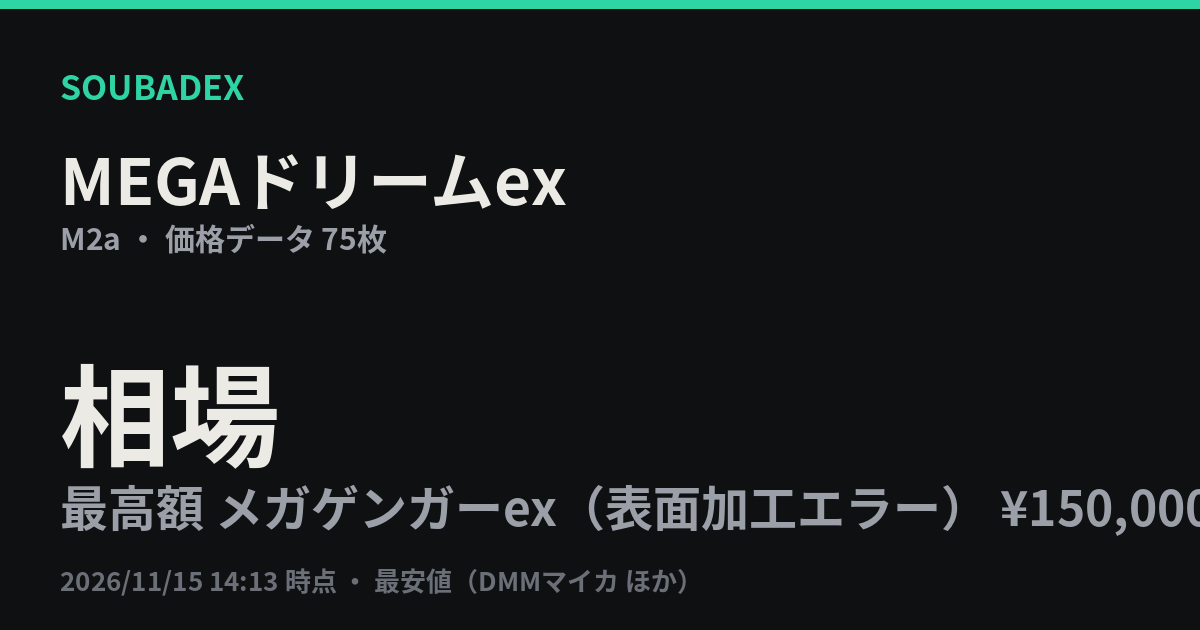 SOUBADEX
MEGAドリームex
M2a ・ 価格データ 75枚
相場
最高額 メガゲンガーex（表面加工エラー） ¥150,000
2026/11/15 14:13 時点 ・ 最安値（DMMマイカ ほか）